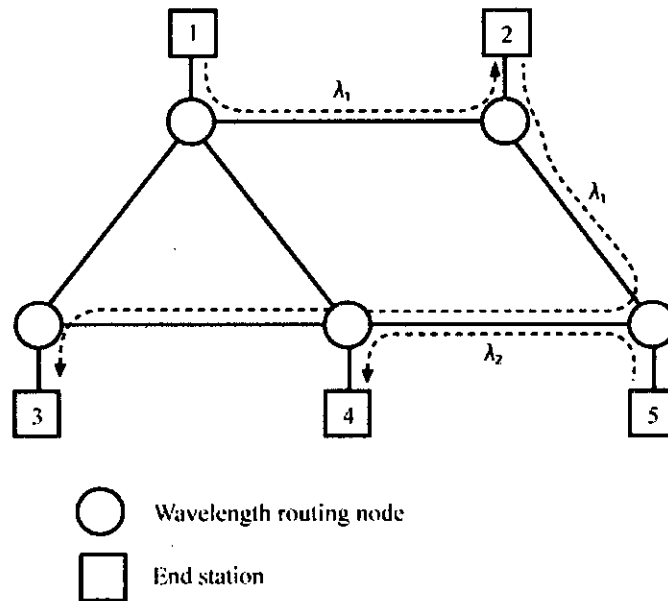 1
2
λ₁
λ₁
λ₂
3
4
5
Wavelength routing node
End station